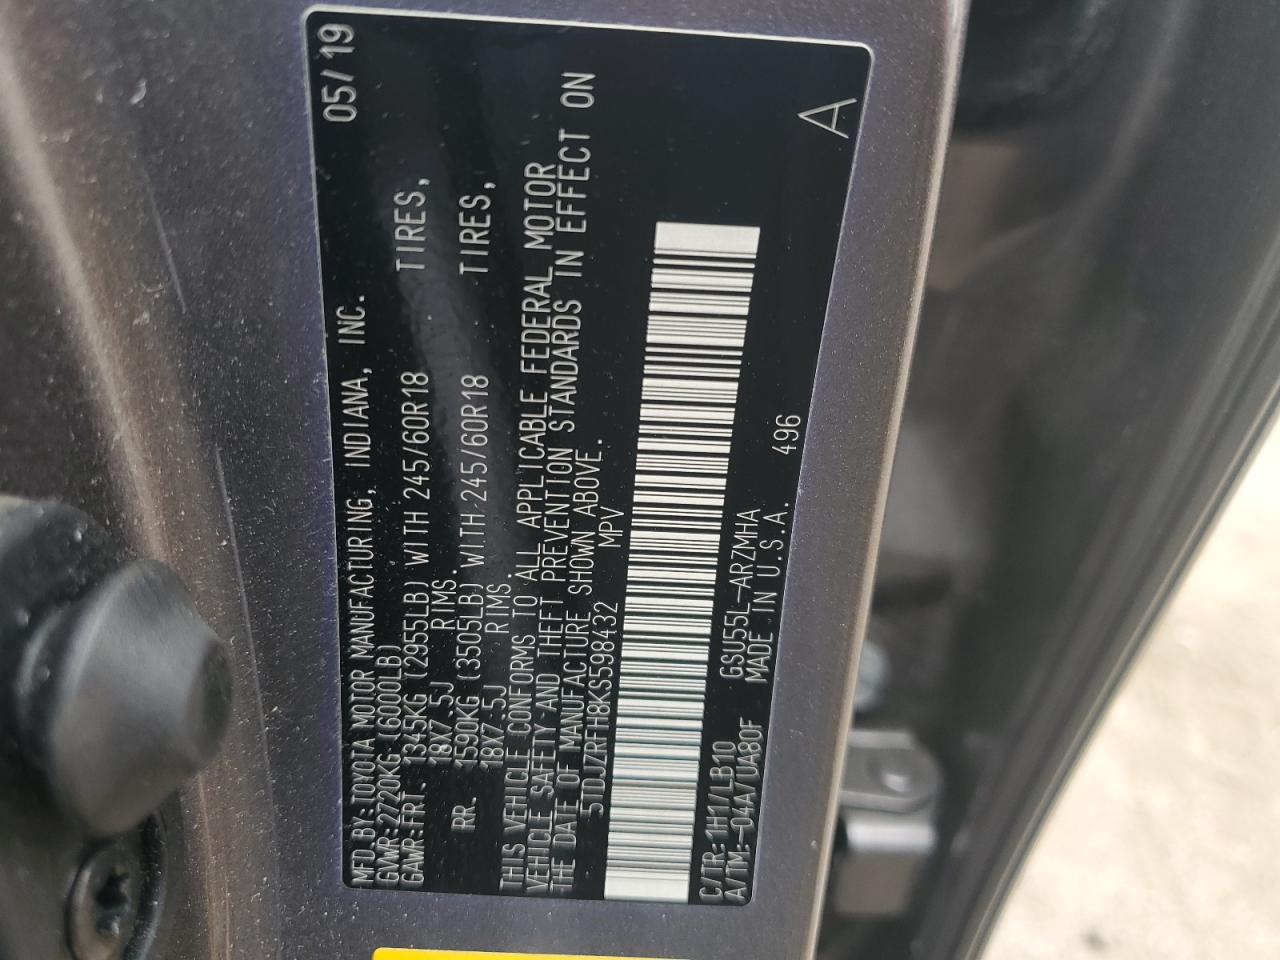 MFD.BY:TOYOTA MOTOR MANUFACTURING, INDIANA, INC. 05/19
GVWR:2720KG (6000LB)
GAWR:FRT. 1345KG (2955LB) WITH 245/60R18 TIRES,
18X7.5J RIMS.
RR. 1590KG (3505LB) WITH 245/60R18 TIRES,
18X7.5J RIMS.
THIS VEHICLE CONFORMS TO ALL APPLICABLE FEDERAL MOTOR
VEHICLE SAFETY AND THEFT PREVENTION STANDARDS IN EFFECT ON
THE DATE OF MANUFACTURE SHOWN ABOVE.
5TDJZRFH8KS598432 MPV
C/TR:1H1/LB10 GSU55L-ARZMHA
A/TM:-04A/UA80F MADE IN U.S.A. 496
A